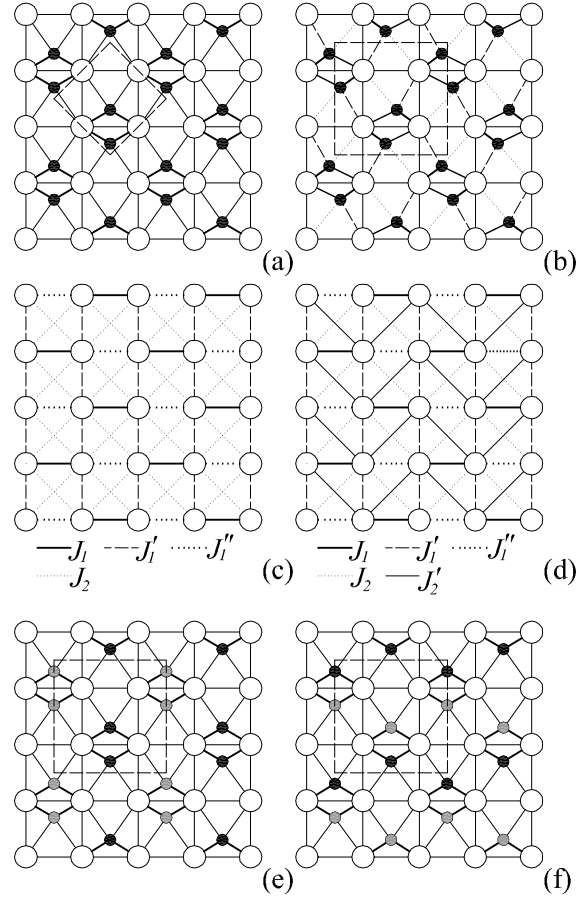 (a) (b)
(c) (d)
J₁ J₁′ J₁″ J₁ J₁′ J₁″
J₂ J₂ J₂′
(e) (f)